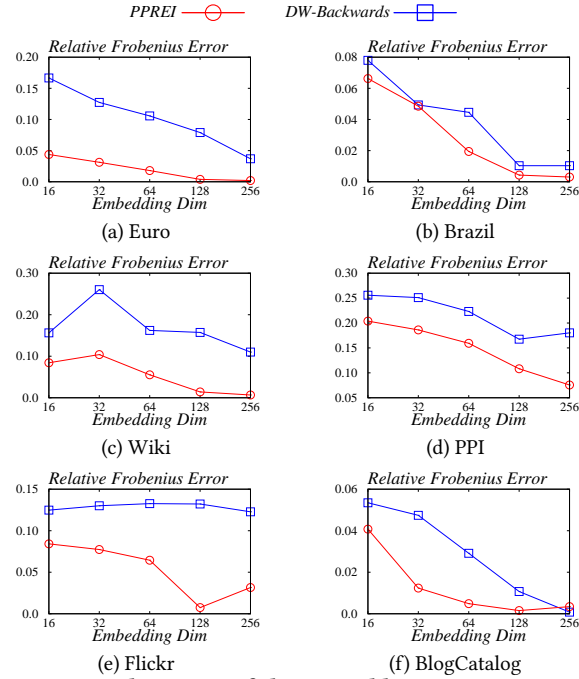 PPREI DW-Backwards
Relative Frobenius Error
0.20
0.15
0.10
0.05
0.0
16 32 64 128 256
Embedding Dim
(a) Euro
Relative Frobenius Error
0.08
0.06
0.04
0.02
0.0
16 32 64 128 256
Embedding Dim
(b) Brazil
Relative Frobenius Error
0.30
0.20
0.10
0.0
16 32 64 128 256
Embedding Dim
(c) Wiki
Relative Frobenius Error
0.30
0.25
0.20
0.15
0.10
0.05
16 32 64 128 256
Embedding Dim
(d) PPI
Relative Frobenius Error
0.15
0.10
0.05
0.0
16 32 64 128 256
Embedding Dim
(e) Flickr
Relative Frobenius Error
0.06
0.04
0.02
0.0
16 32 64 128 256
Embedding Dim
(f) BlogCatalog